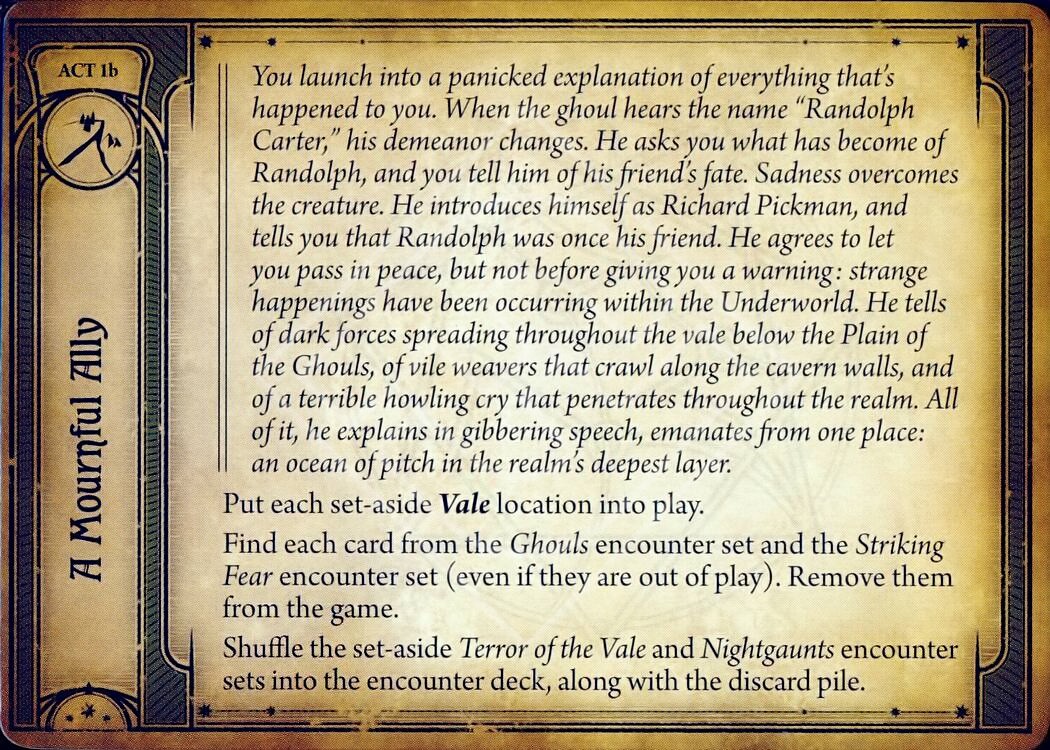 ACT 1b
A Mournful Ally
You launch into a panicked explanation of everything that's
happened to you. When the ghoul hears the name “Randolph
Carter,” his demeanor changes. He asks you what has become of
Randolph, and you tell him of his friend's fate. Sadness overcomes
the creature. He introduces himself as Richard Pickman, and
tells you that Randolph was once his friend. He agrees to let
you pass in peace, but not before giving you a warning: strange
happenings have been occurring within the Underworld. He tells
of dark forces spreading throughout the vale below the Plain of
the Ghouls, of vile weavers that crawl along the cavern walls, and
of a terrible howling cry that penetrates throughout the realm. All
of it, he explains in gibbering speech, emanates from one place:
an ocean of pitch in the realm's deepest layer.
Put each set-aside Vale location into play.
Find each card from the Ghouls encounter set and the Striking
Fear encounter set (even if they are out of play). Remove them
from the game.
Shuffle the set-aside Terror of the Vale and Nightgaunts encounter
sets into the encounter deck, along with the discard pile.